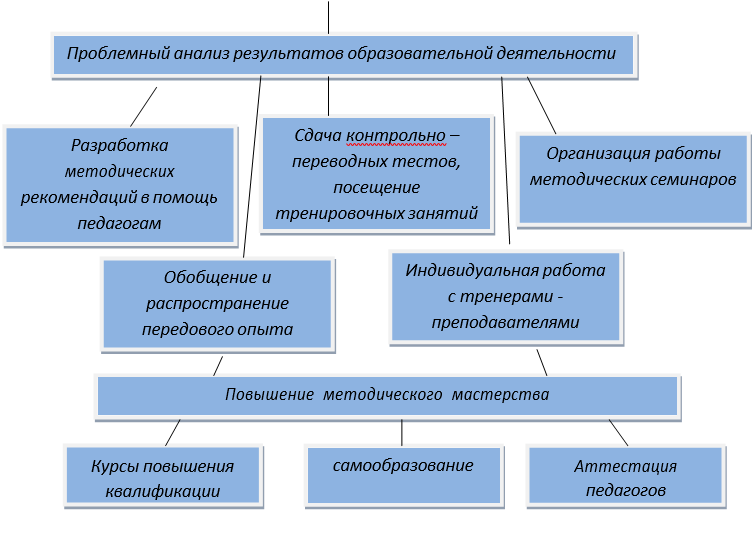 Проблемный анализ результатов образовательной деятельности
Разработка
методических
рекомендаций в помощь
педагогам
Сдача контрольно –
переводных тестов,
посещение
тренировочных занятий
Организация работы
методических семинаров
Обобщение и
распространение
передового опыта
Индивидуальная работа
с тренерами -
преподавателями
Повышение методического мастерства
Курсы повышения
квалификации
самообразование
Аттестация
педагогов